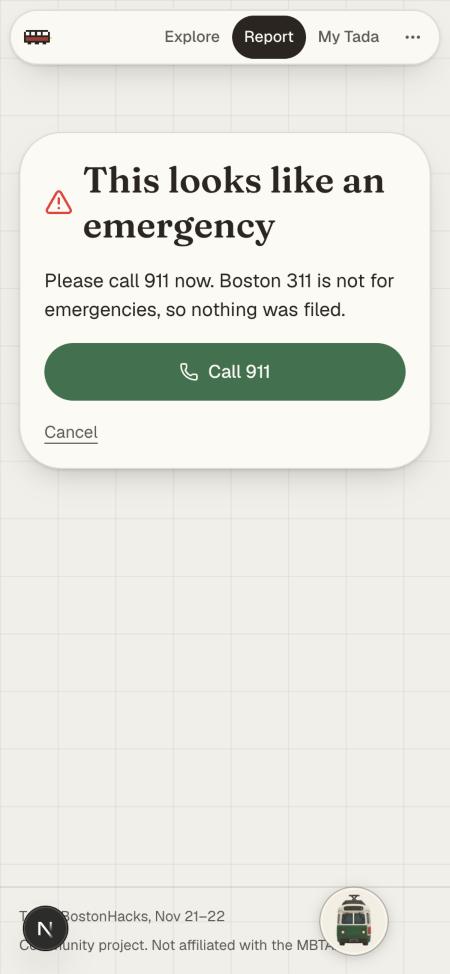 Explore Report My Tada
This looks like an
emergency
Please call 911 now. Boston 311 is not for
emergencies, so nothing was filed.
Call 911
Cancel
BostonHacks, Nov 21–22
N
project. Not affiliated with the MBTA